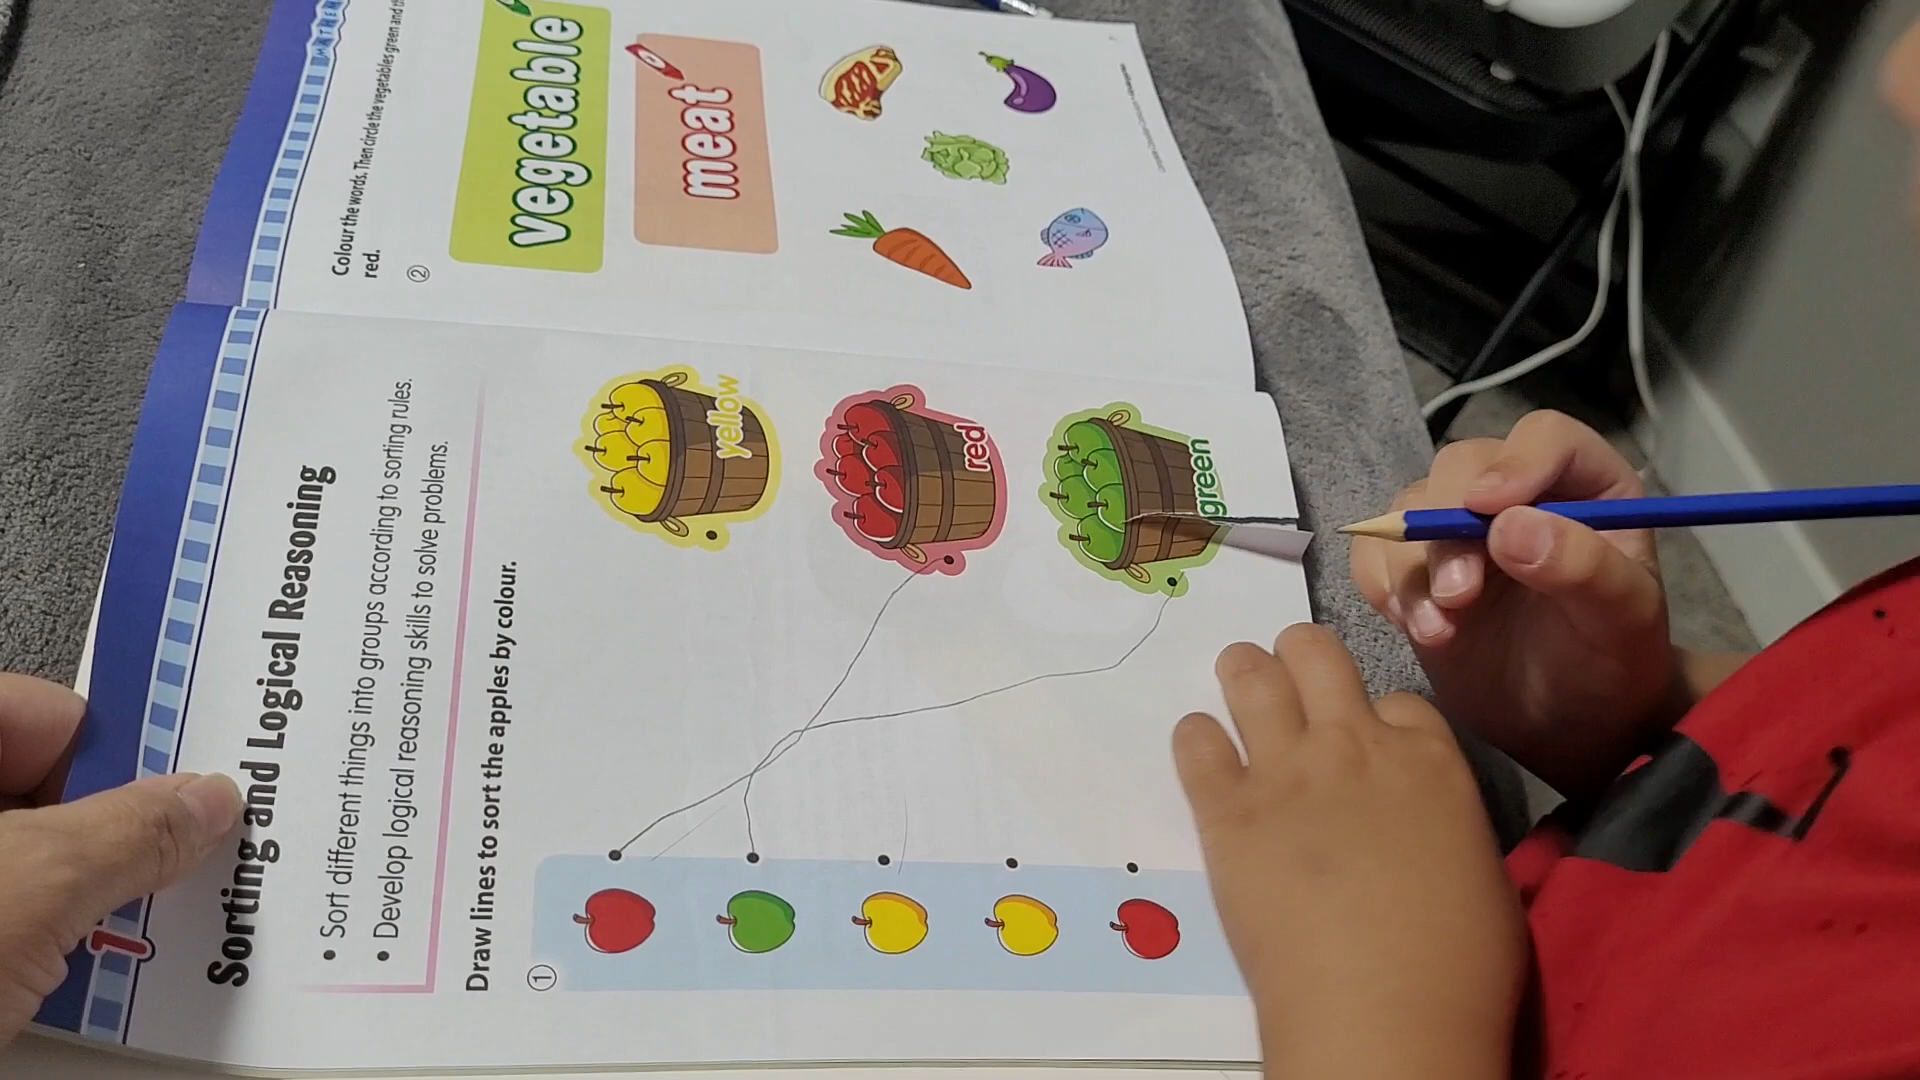 1
Sorting and Logical Reasoning
• Sort different things into groups according to sorting rules.
• Develop logical reasoning skills to solve problems.
Draw lines to sort the apples by colour.
①
yellow
red
green
Colour the words. Then circle the vegetables green and
red.
②
vegetable
meat